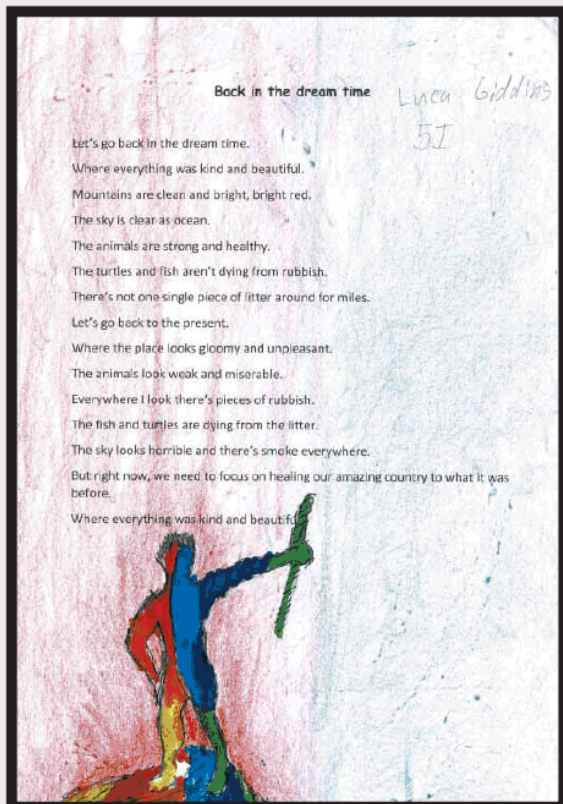 Back in the dream time
Luca Giddins
5I
Let's go back in the dream time.
Where everything was kind and beautiful.
Mountains are clean and bright, bright red.
The sky is clear as ocean.
The animals are strong and healthy.
The turtles and fish aren't dying from rubbish.
There's not one single piece of litter around for miles.
Let's go back to the present.
Where the place looks gloomy and unpleasant.
The animals look weak and miserable.
Everywhere I look there's pieces of rubbish.
The fish and turtles are dying from the litter.
The sky looks horrible and there's smoke everywhere.
But right now, we need to focus on healing our amazing country to what it was
before.
Where everything was kind and beautiful